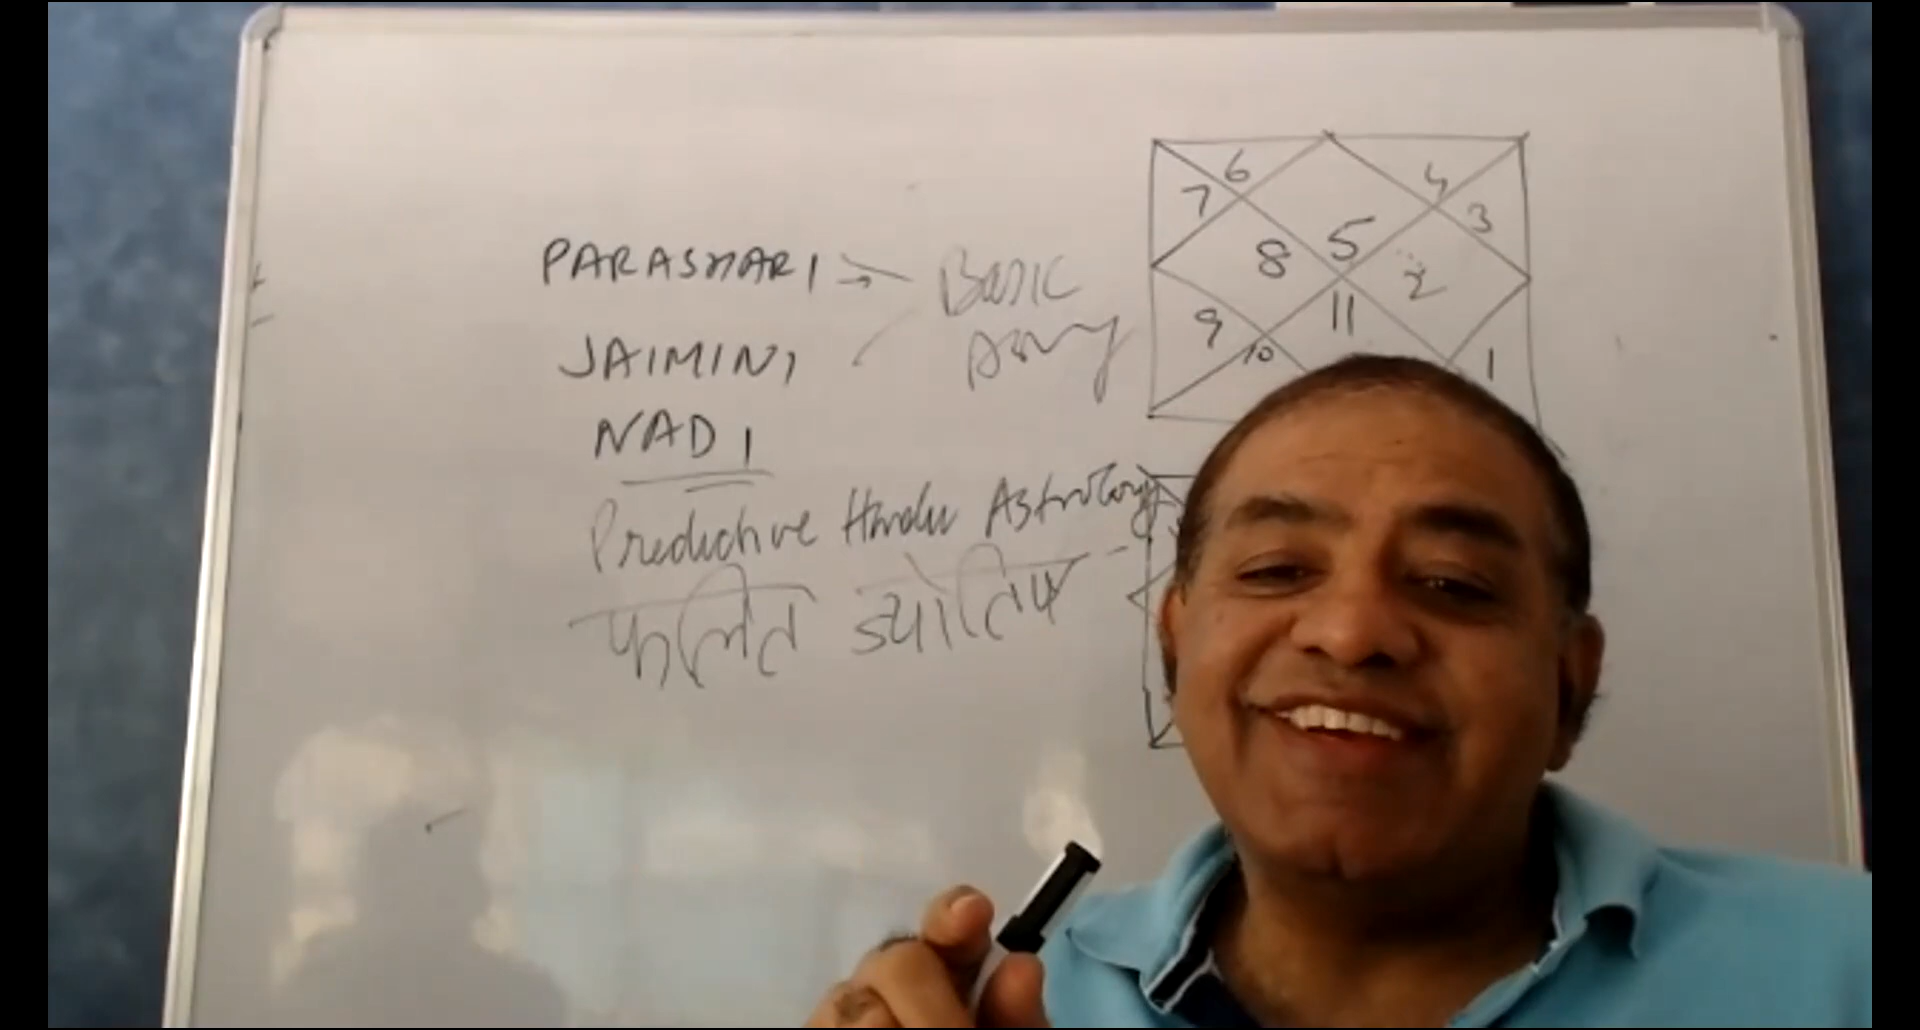 PARASHARI → Basic
JAIMINI
NADI
Predictive Hindu Astrology
फलित ज्योतिष
6 4
7 3
5
8 2
11
9 1
10